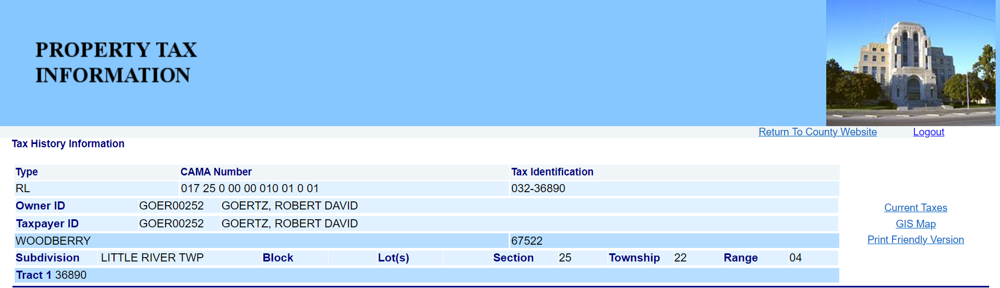 PROPERTY TAX
INFORMATION
Return To County Website Logout
Tax History Information
Type CAMA Number Tax Identification
RL 017 25 0 00 00 010 01 0 01 032-36890
Owner ID GOER00252 GOERTZ, ROBERT DAVID
Current Taxes
Taxpayer ID GOER00252 GOERTZ, ROBERT DAVID
GIS Map
WOODBERRY 67522
Print Friendly Version
Subdivision LITTLE RIVER TWP Block Lot(s) Section 25 Township 22 Range 04
Tract 1 36890